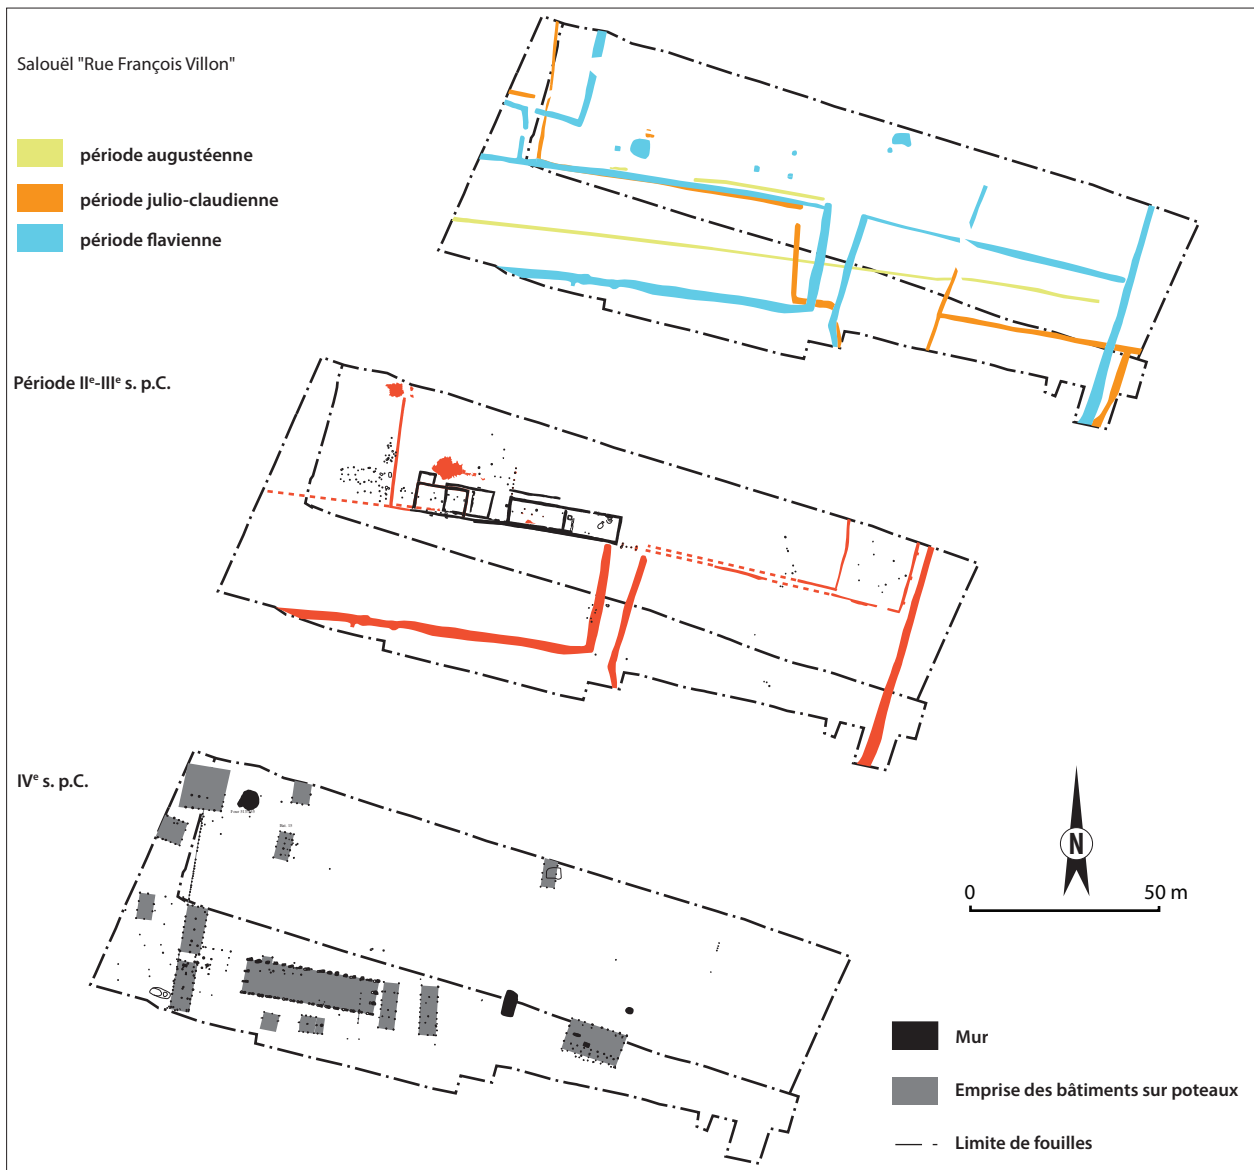 Salouël "Rue François Villon"
période augustéenne
période julio-claudienne
période flavienne
Période IIᵉ-IIIᵉ s. p.C.
IVᵉ s. p.C.
N
0 50 m
Mur
Emprise des bâtiments sur poteaux
Limite de fouilles